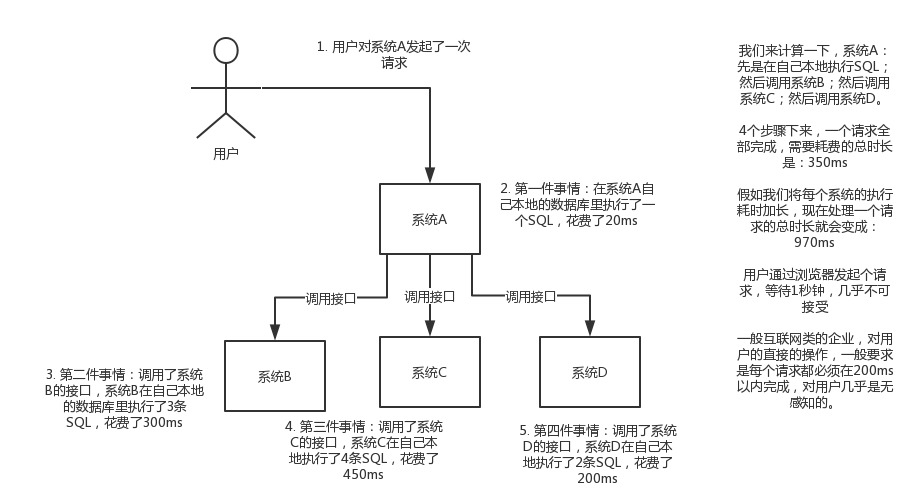 1. 用户对系统A发起了一次
请求
用户
2. 第一件事情：在系统A自
己本地的数据库里执行了一
个SQL，花费了20ms
系统A
调用接口
调用接口
调用接口
系统B
系统C
系统D
3. 第二件事情：调用了系统
B的接口，系统B在自己本地
的数据库里执行了3条
SQL，花费了300ms
4. 第三件事情：调用了系统
C的接口，系统C在自己本
地执行了4条SQL，花费了
450ms
5. 第四件事情：调用了系统
D的接口，系统D在自己本
地执行了2条SQL，花费了
200ms
我们来计算一下，系统A：
先是在自己本地执行SQL；
然后调用系统B；然后调用
系统C；然后调用系统D。
4个步骤下来，一个请求全
部完成，需要耗费的总时长
是：350ms
假如我们将每个系统的执行
耗时加长，现在处理一个请
求的总时长就会变成：
970ms
用户通过浏览器发起个请
求，等待1秒钟，几乎不可
接受
一般互联网类的企业，对用
户的直接的操作，一般要求
是每个请求都必须在200ms
以内完成，对用户几乎是无
感知的。